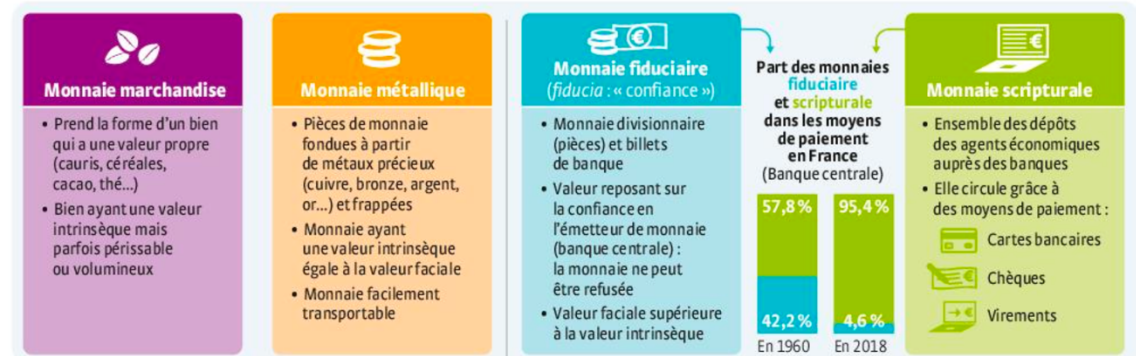 Monnaie marchandise
• Prend la forme d'un bien
qui a une valeur propre
(cauris, céréales,
cacao, thé...)
• Bien ayant une valeur
intrinsèque mais
parfois périssable
ou volumineux
Monnaie métallique
• Pièces de monnaie
fondues à partir
de métaux précieux
(cuivre, bronze, argent,
or...) et frappées
• Monnaie ayant
une valeur intrinsèque
égale à la valeur faciale
• Monnaie facilement
transportable
€
Monnaie fiduciaire
(fiducia : « confiance »)
• Monnaie divisionnaire
(pièces) et billets
de banque
• Valeur reposant sur
la confiance en
l'émetteur de monnaie
(banque centrale) :
la monnaie ne peut
être refusée
• Valeur faciale supérieure
à la valeur intrinsèque
Part des monnaies
fiduciaire
et scripturale
dans les moyens
de paiement
en France
(Banque centrale)
57,8 % 95,4 %
42,2 % 4,6 %
En 1960 En 2018
€
Monnaie scripturale
• Ensemble des dépôts
des agents économiques
auprès des banques
• Elle circule grâce à
des moyens de paiement :
Cartes bancaires
€ Chèques
€ Virements